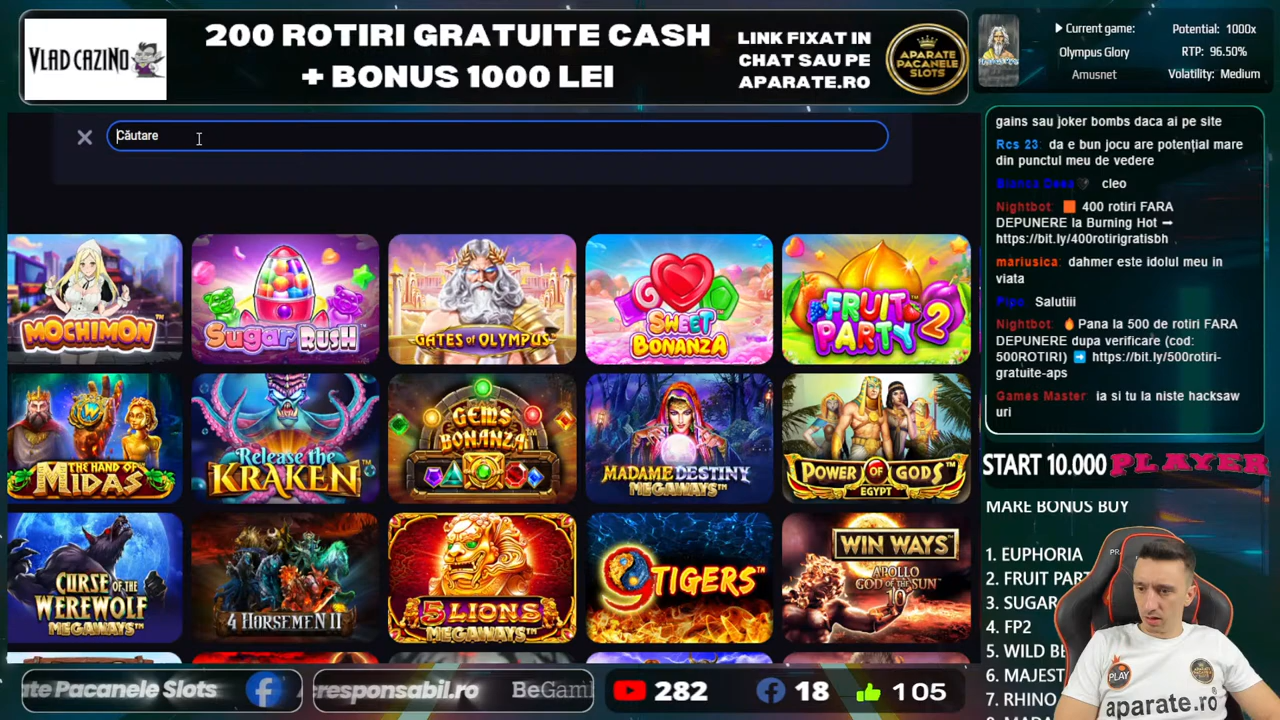 VLAD CAZINO
200 ROTIRI GRATUITE CASH
+ BONUS 1000 LEI
LINK FIXAT IN
CHAT SAU PE
APARATE.RO
APARATE
PACANELE
SLOTS
Current game:
Olympus Glory
Amusnet
Potential: 1000x
RTP: 96.50%
Volatility: Medium
Căutare
MOCHIMON
Sugar RUSH
GATES of OLYMPUS
SWEET BONANZA
FRUIT PARTY 2
THE HAND OF MIDAS
Release the KRAKEN
GEMS BONANZA
MADAME DESTINY MEGAWAYS
POWER OF GODS EGYPT
CURSE OF THE WEREWOLF MEGAWAYS
4 HORSEMEN II
5 LIONS MEGAWAYS
9 TIGERS
WIN WAYS
APOLLO
GOD OF THE SUN
10
gains sau joker bombs daca ai pe site
Rcs 23: da e bun jocu are potențial mare
din punctul meu de vedere
cleo
Nightbot: 400 rotiri FARA
DEPUNERE la Burning Hot
https://bit.ly/400rotirigratisbh
mariusica: dahmer este idolul meu in
viata
Salutiii
Nightbot: Pana la 500 de rotiri FARA
DEPUNERE dupa verificare (cod:
500ROTIRI) https://bit.ly/500rotiri-
gratuite-aps
Games Master: ia si tu la niste hacksaw
uri
START 10.000 PLAYER
MARE BONUS BUY
1. EUPHORIA
2. FRUIT PART
3. SUGAR
4. FP2
5. WILD BE
6. MAJEST
7. RHINO
PLAY
aparate.ro
te Pacanele Slots
cresponsabil.ro
BeGam
282
18
105